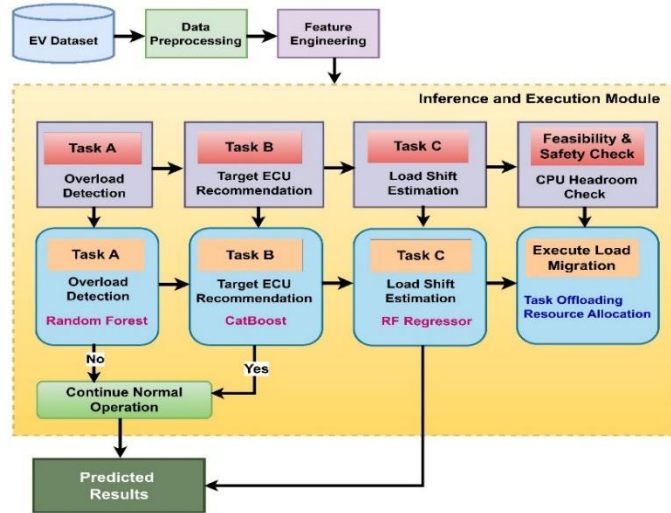 EV Dataset
Data
Preprocessing
Feature
Engineering
Inference and Execution Module
Task A
Overload
Detection
Task B
Target ECU
Recommendation
Task C
Load Shift
Estimation
Feasibility &
Safety Check
CPU Headroom
Check
Task A
Overload
Detection
Random Forest
Task B
Target ECU
Recommendation
CatBoost
Task C
Load Shift
Estimation
RF Regressor
Execute Load
Migration
Task Offloading
Resource Allocation
No
Yes
Continue Normal
Operation
Predicted
Results